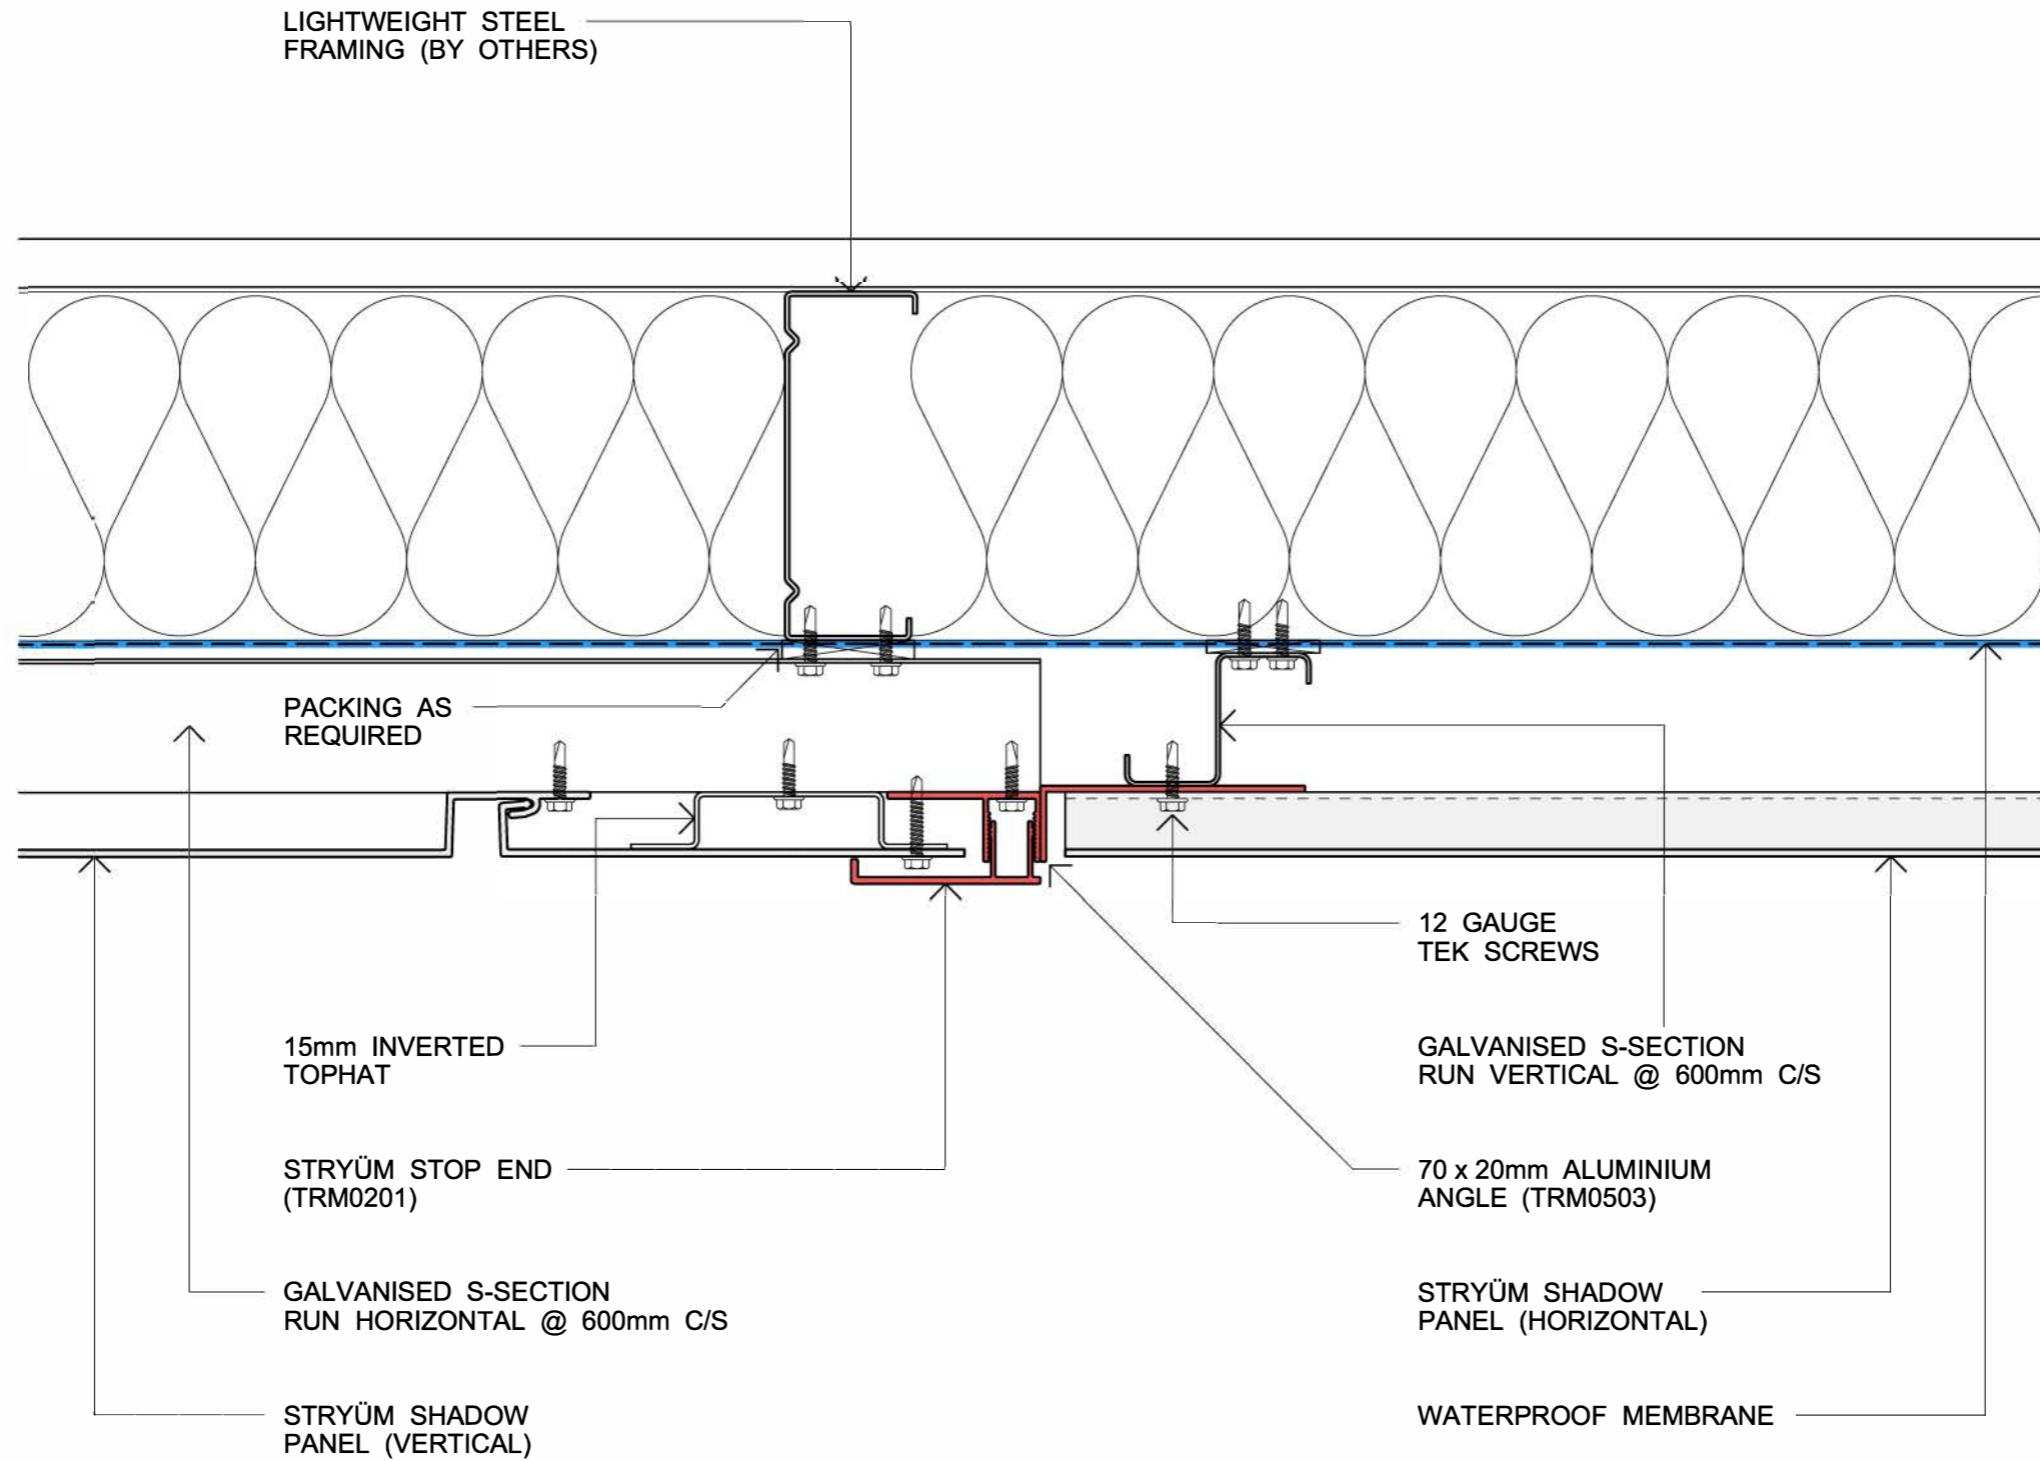 LIGHTWEIGHT STEEL
FRAMING (BY OTHERS)
PACKING AS
REQUIRED
15mm INVERTED
TOPHAT
STRYÜM STOP END
(TRM0201)
GALVANISED S-SECTION
RUN HORIZONTAL @ 600mm C/S
STRYÜM SHADOW
PANEL (VERTICAL)
12 GAUGE
TEK SCREWS
GALVANISED S-SECTION
RUN VERTICAL @ 600mm C/S
70 x 20mm ALUMINIUM
ANGLE (TRM0503)
STRYÜM SHADOW
PANEL (HORIZONTAL)
WATERPROOF MEMBRANE